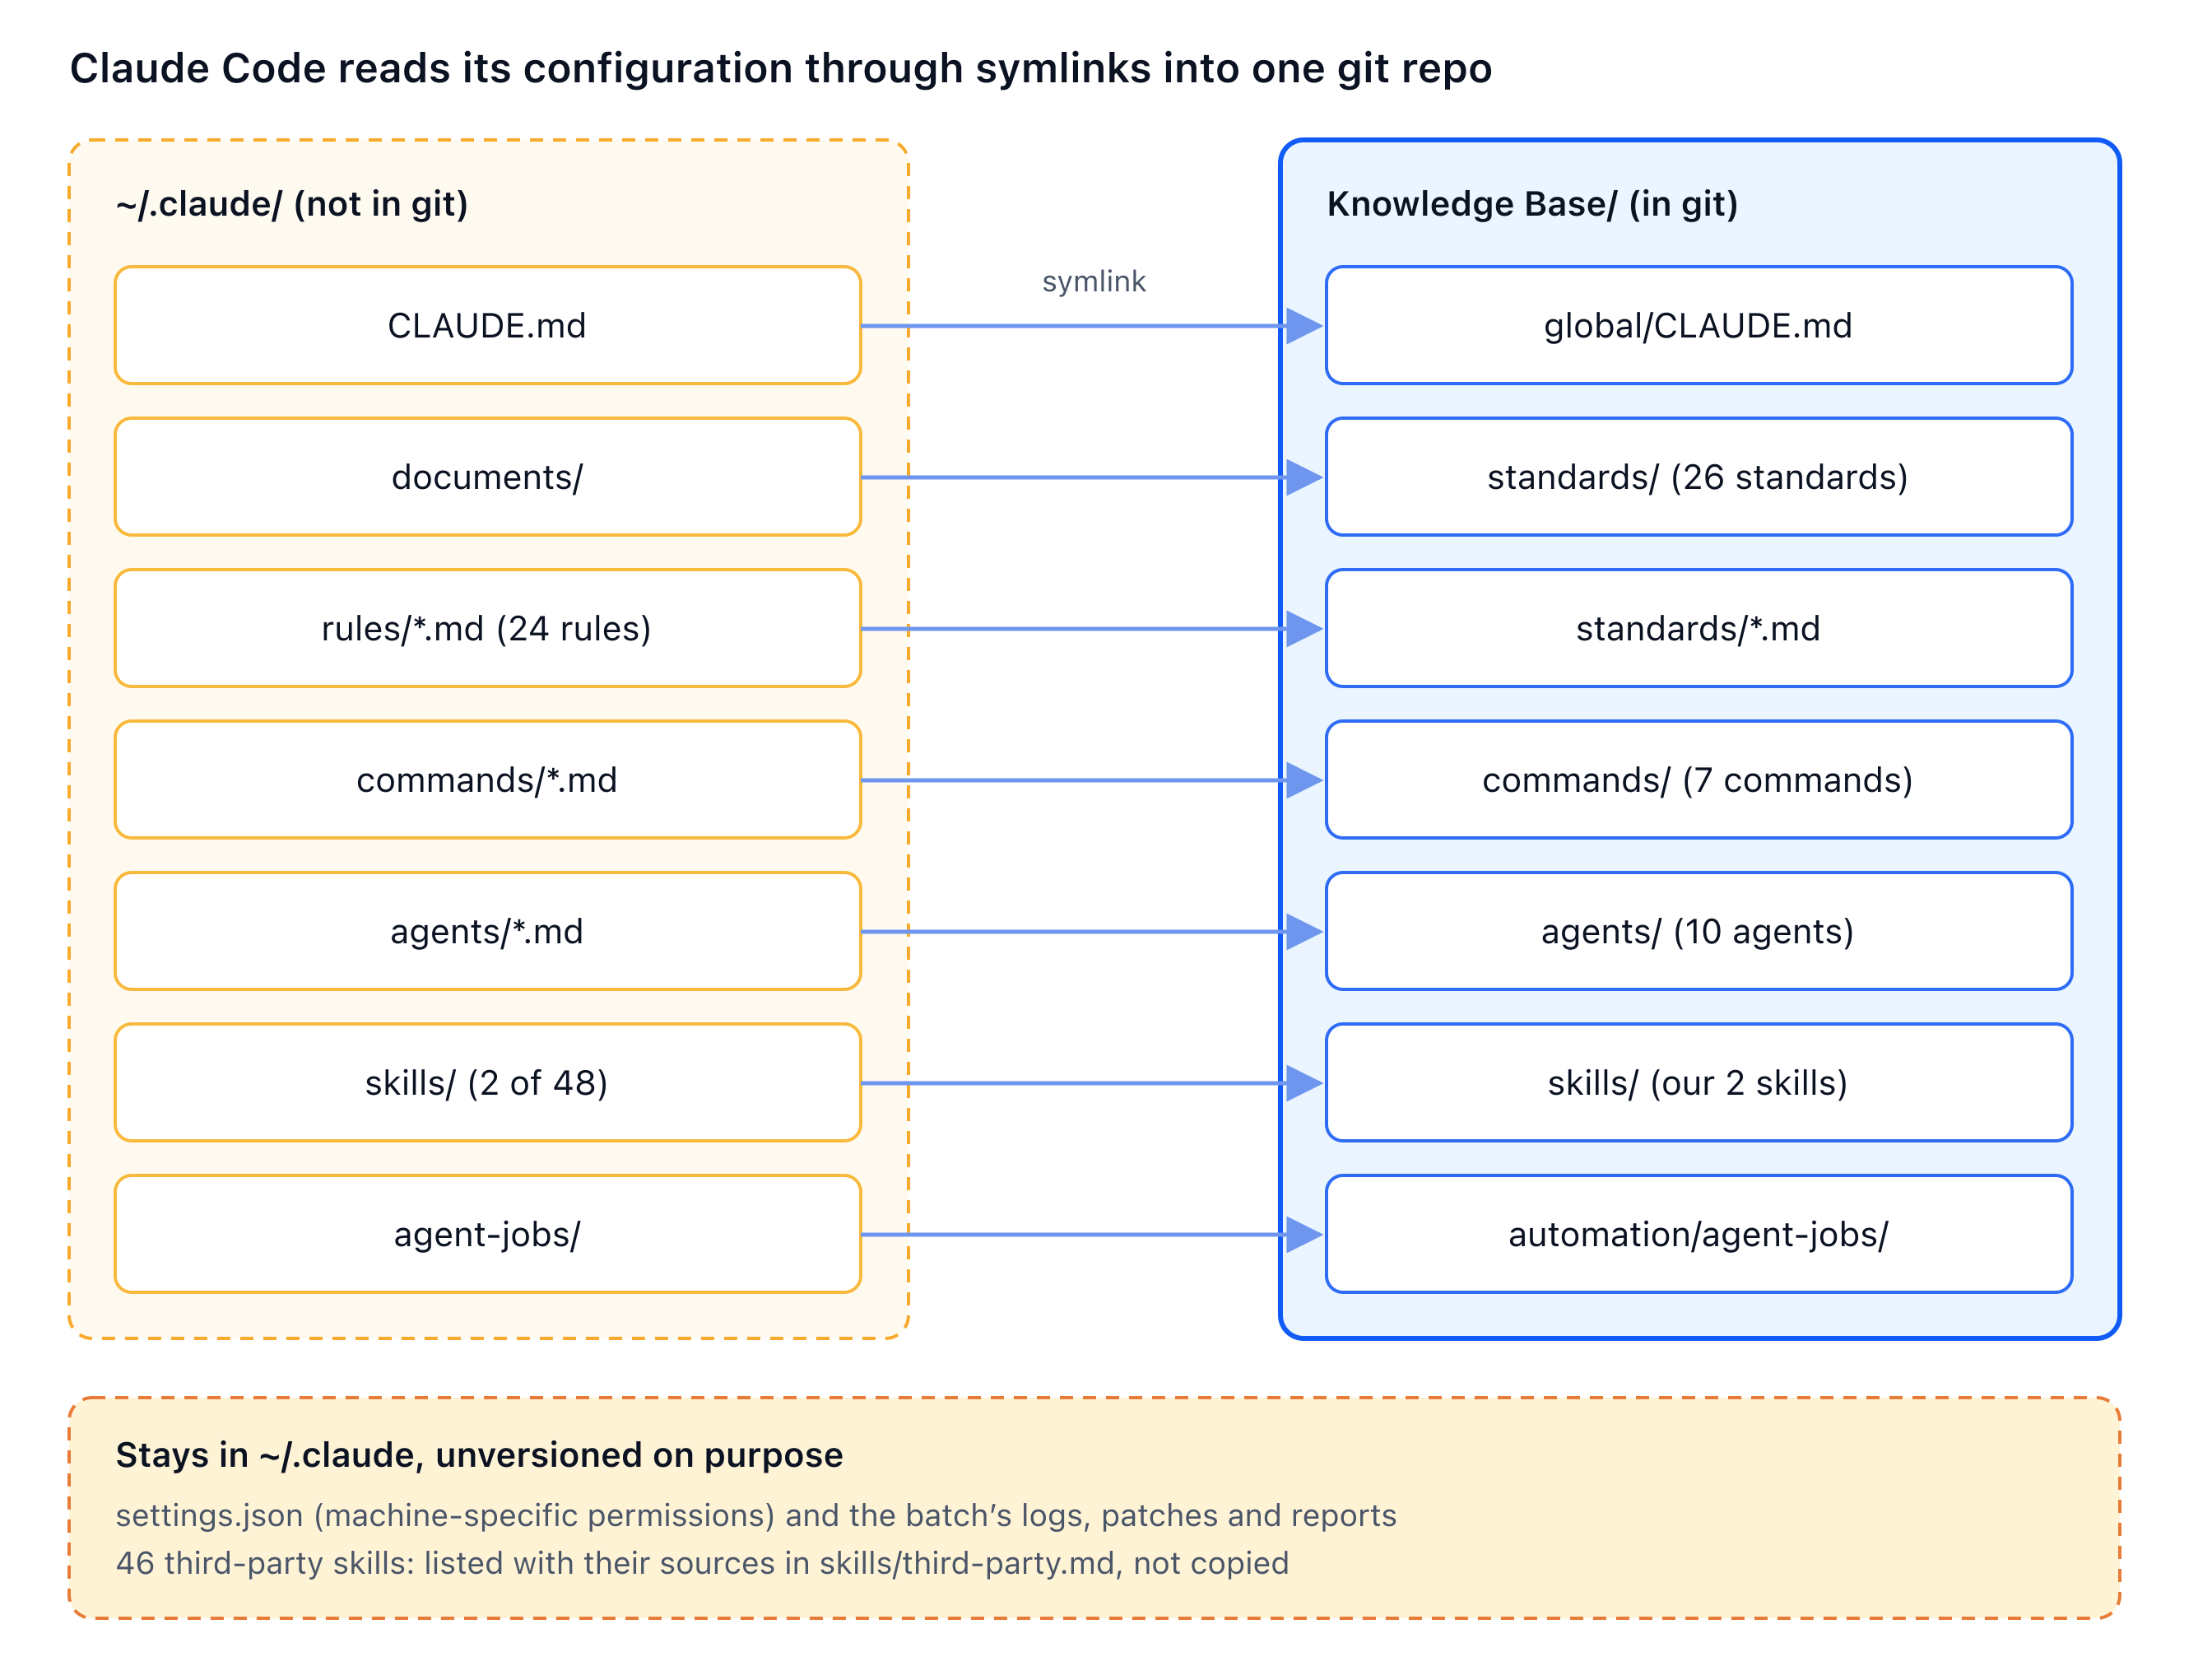 Claude Code reads its configuration through symlinks into one git repo
~/.claude/ (not in git)
Knowledge Base/ (in git)
symlink
CLAUDE.md
global/CLAUDE.md
documents/
standards/ (26 standards)
rules/*.md (24 rules)
standards/*.md
commands/*.md
commands/ (7 commands)
agents/*.md
agents/ (10 agents)
skills/ (2 of 48)
skills/ (our 2 skills)
agent-jobs/
automation/agent-jobs/
Stays in ~/.claude, unversioned on purpose
settings.json (machine-specific permissions) and the batch’s logs, patches and reports
46 third-party skills: listed with their sources in skills/third-party.md, not copied